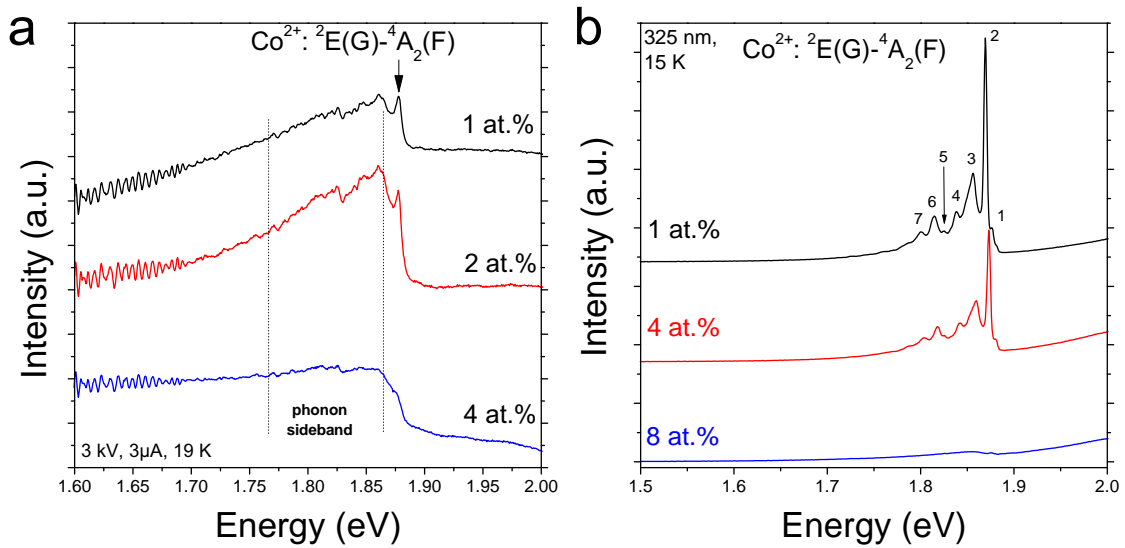 a
Co²⁺: ²E(G)-⁴A₂(F)
1 at.%
2 at.%
4 at.%
phonon
sideband
3 kV, 3µA, 19 K
Intensity (a.u.)
1.60 1.65 1.70 1.75 1.80 1.85 1.90 1.95 2.00
Energy (eV)
b
325 nm,
15 K
Co²⁺: ²E(G)-⁴A₂(F)
2
3
5
4
6
7
1
1 at.%
4 at.%
8 at.%
Intensity (a.u.)
1.5 1.6 1.7 1.8 1.9 2.0
Energy (eV)